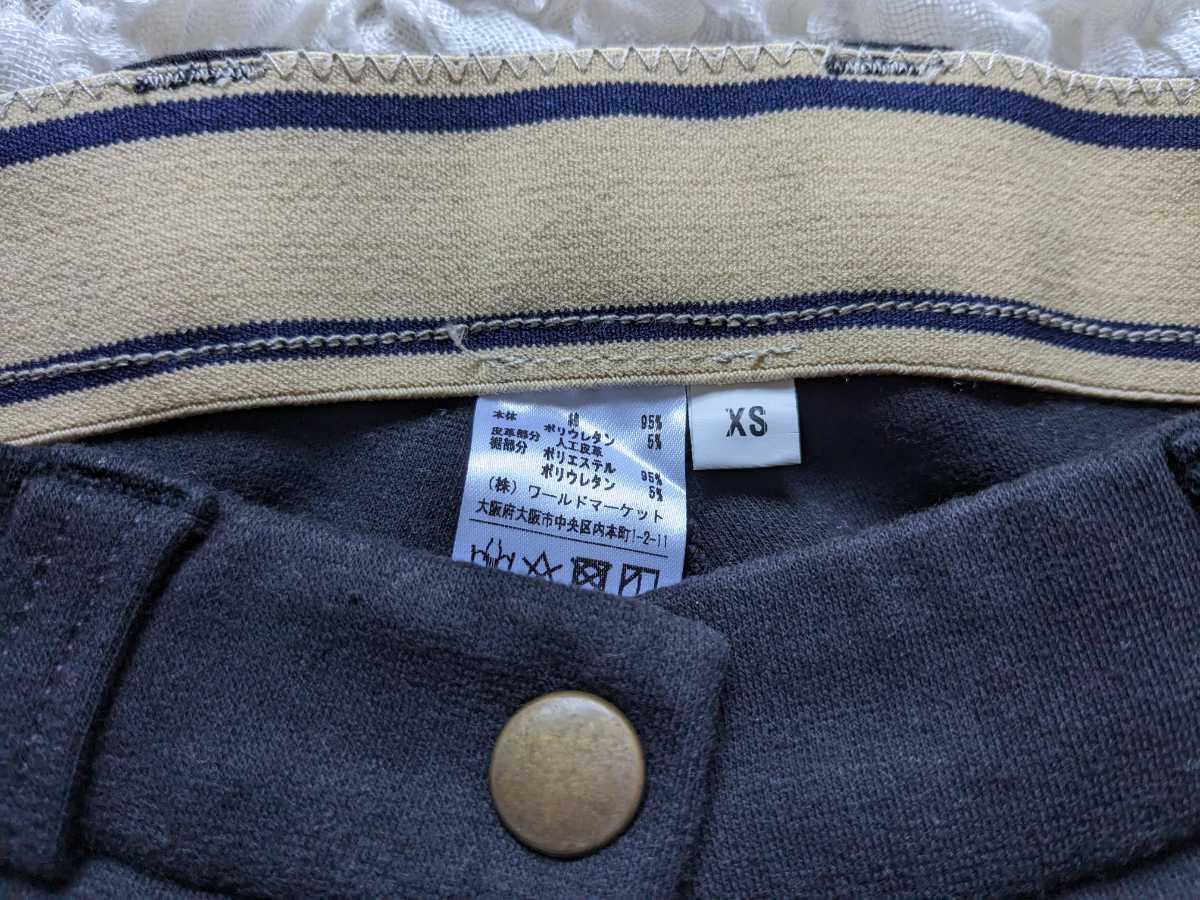 本体 綿 95%
ポリウレタン 5%
皮革部分 人工皮革
裾部分 ポリエステル 95%
ポリウレタン 5%
(株) ワールドマーケット
大阪府大阪市中央区内本町1-2-11
XS